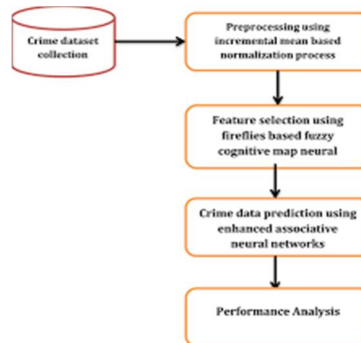 Crime dataset
collection
Preprocessing using
incremental mean based
normalization process
Feature selection using
fireflies based fuzzy
cognitive map neural
Crime data prediction using
enhanced associative
neural networks
Performance Analysis